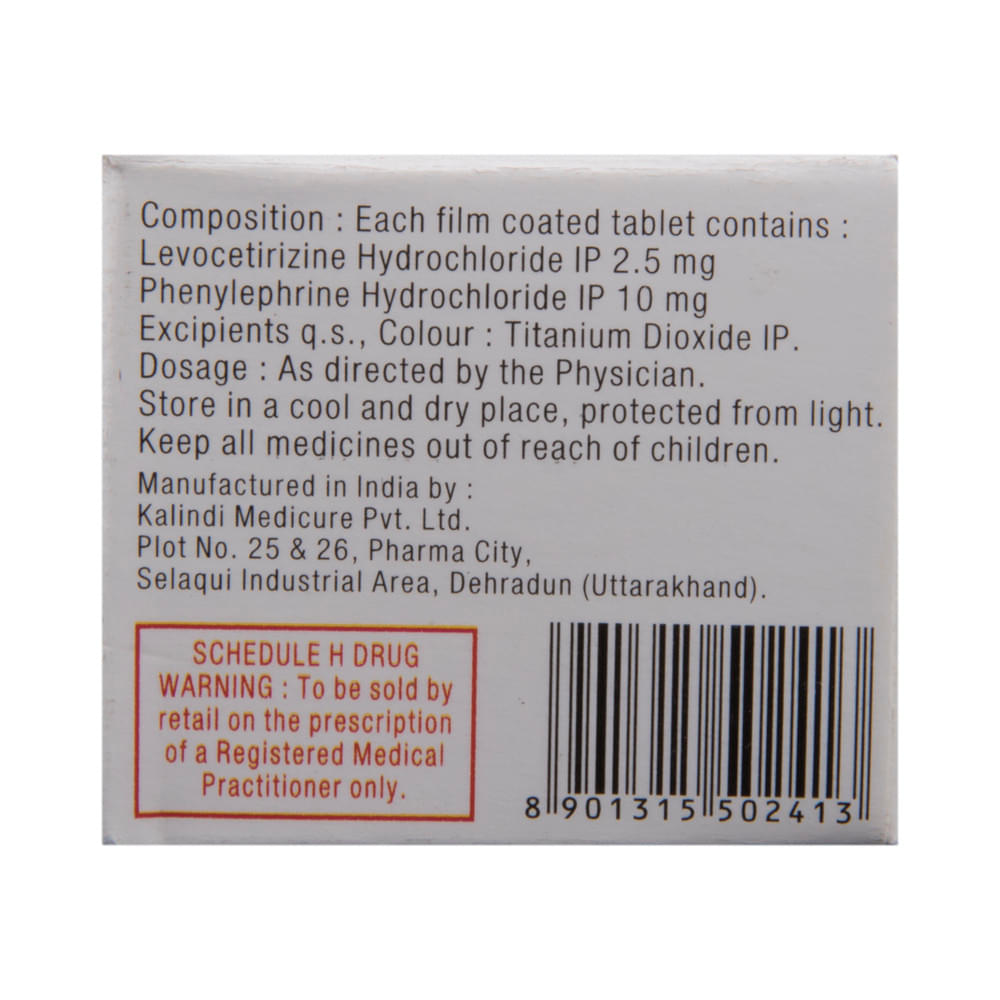 Composition : Each film coated tablet contains :
Levocetirizine Hydrochloride IP 2.5 mg
Phenylephrine Hydrochloride IP 10 mg
Excipients q.s., Colour : Titanium Dioxide IP.
Dosage : As directed by the Physician.
Store in a cool and dry place, protected from light.
Keep all medicines out of reach of children.
Manufactured in India by :
Kalindi Medicure Pvt. Ltd.
Plot No. 25 & 26, Pharma City,
Selaqui Industrial Area, Dehradun (Uttarakhand).
SCHEDULE H DRUG
WARNING : To be sold by
retail on the prescription
of a Registered Medical
Practitioner only.
8 901315 502413